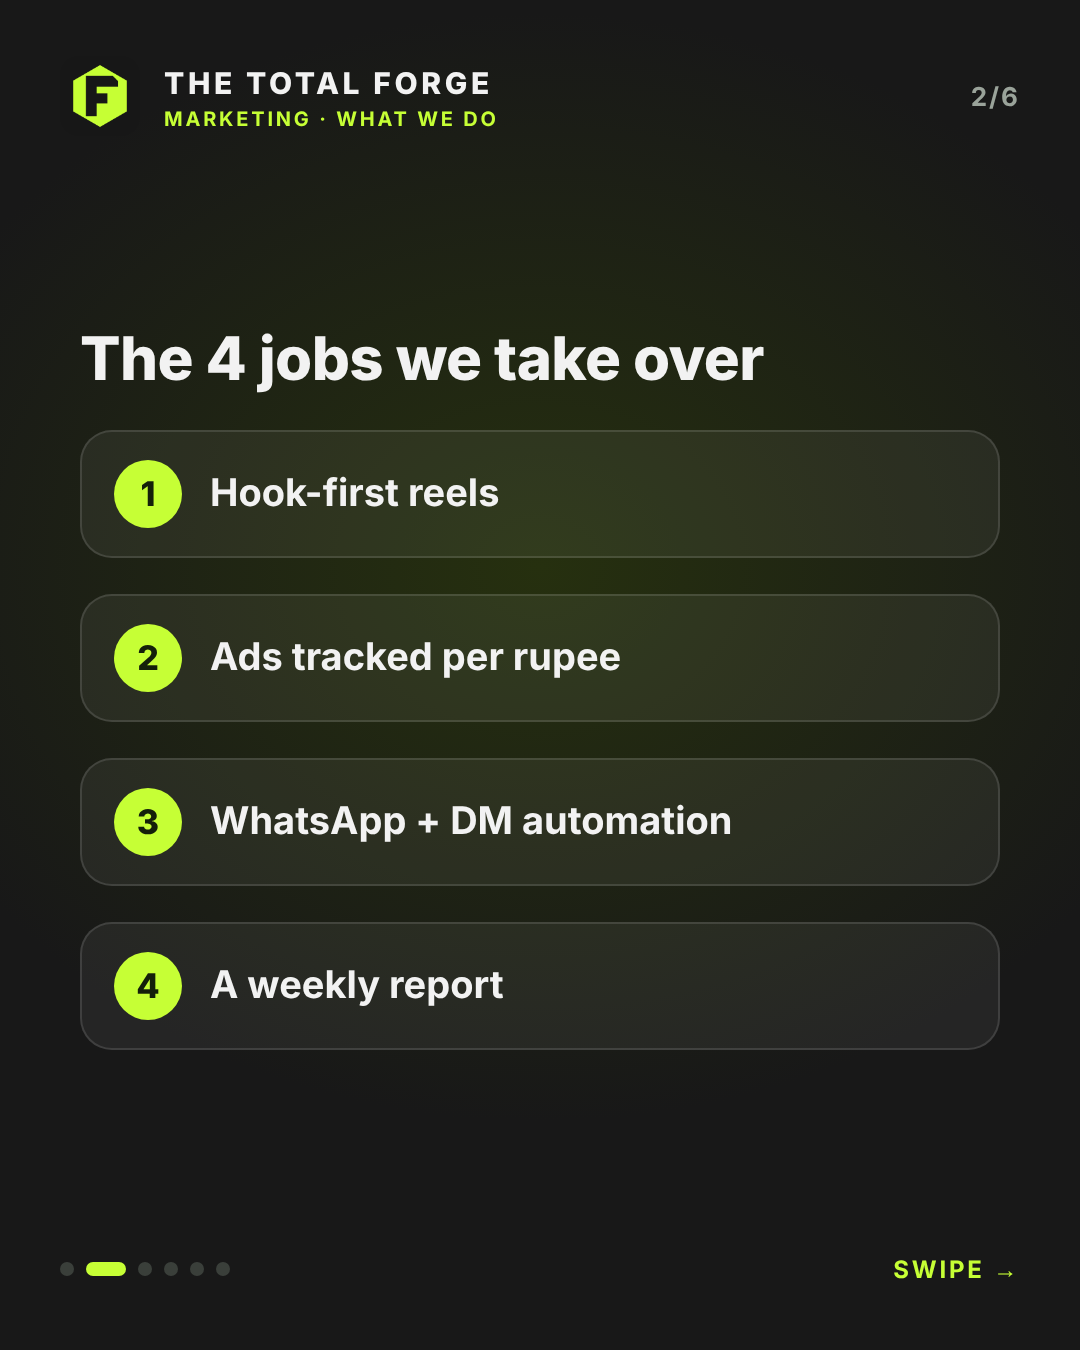 THE TOTAL FORGE
MARKETING · WHAT WE DO
2/6
The 4 jobs we take over
1 Hook-first reels
2 Ads tracked per rupee
3 WhatsApp + DM automation
4 A weekly report
SWIPE →